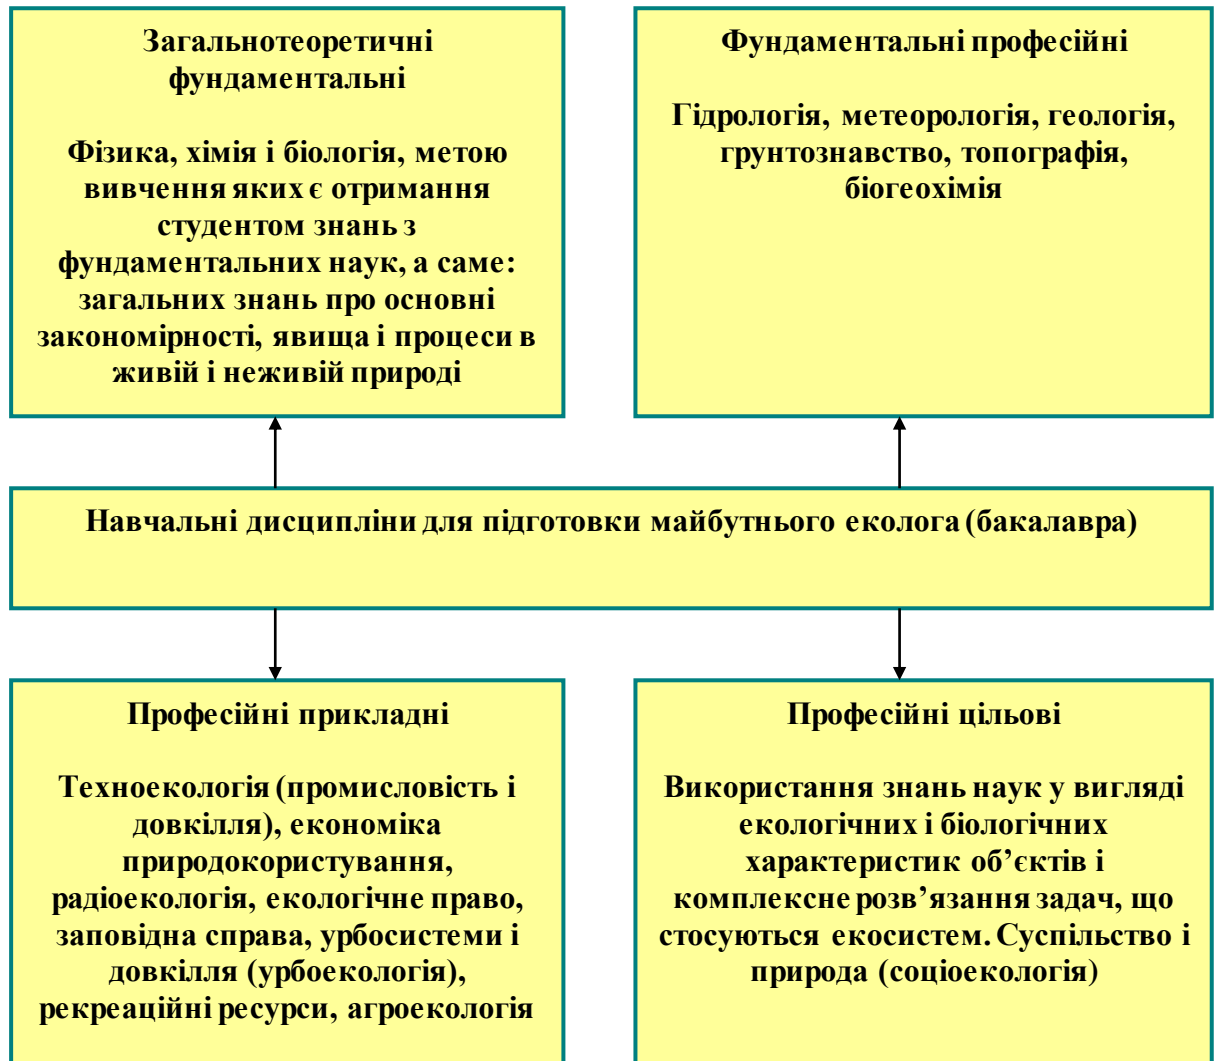 Загальнотеоретичні
фундаментальні
Фізика, хімія і біологія, метою
вивчення яких є отримання
студентом знань з
фундаментальних наук, а саме:
загальних знань про основні
закономірності, явища і процеси в
живій і неживій природі
Фундаментальні професійні
Гідрологія, метеорологія, геологія,
грунтознавство, топографія,
біогеохімія
Навчальні дисципліни для підготовки майбутнього еколога (бакалавра)
Професійні прикладні
Техноекологія (промисловість і
довкілля), економіка
природокористування,
радіоекологія, екологічне право,
заповідна справа, урбосистеми і
довкілля (урбоекологія),
рекреаційні ресурси, агроекологія
Професійні цільові
Використання знань наук у вигляді
екологічних і біологічних
характеристик об’єктів і
комплексне розв’язання задач, що
стосуються екосистем. Суспільство і
природа (соціоекологія)